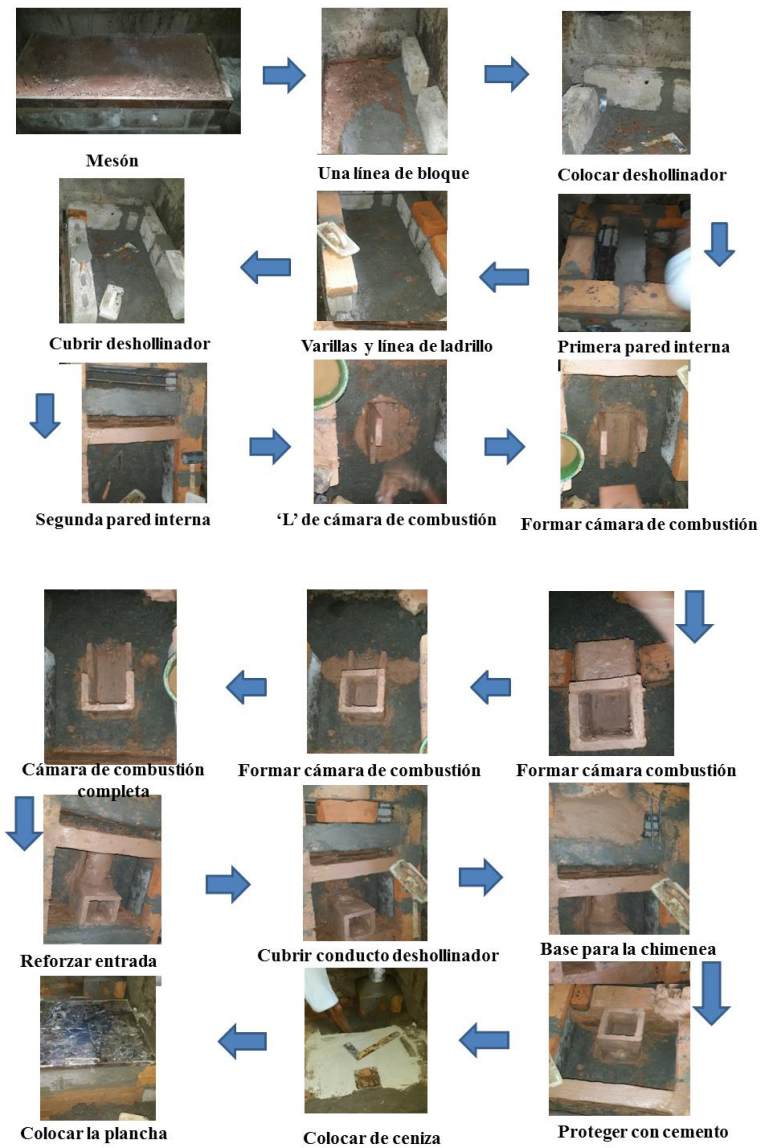 Mesón
Una línea de bloque
Colocar deshollinador
Cubrir deshollinador
Varillas y línea de ladrillo
Primera pared interna
Segunda pared interna
‘L’ de cámara de combustión
Formar cámara de combustión
Cámara de combustión
completa
Formar cámara de combustión
Formar cámara combustión
Reforzar entrada
Cubrir conducto deshollinador
Base para la chimenea
Colocar la plancha
Colocar de ceniza
Proteger con cemento